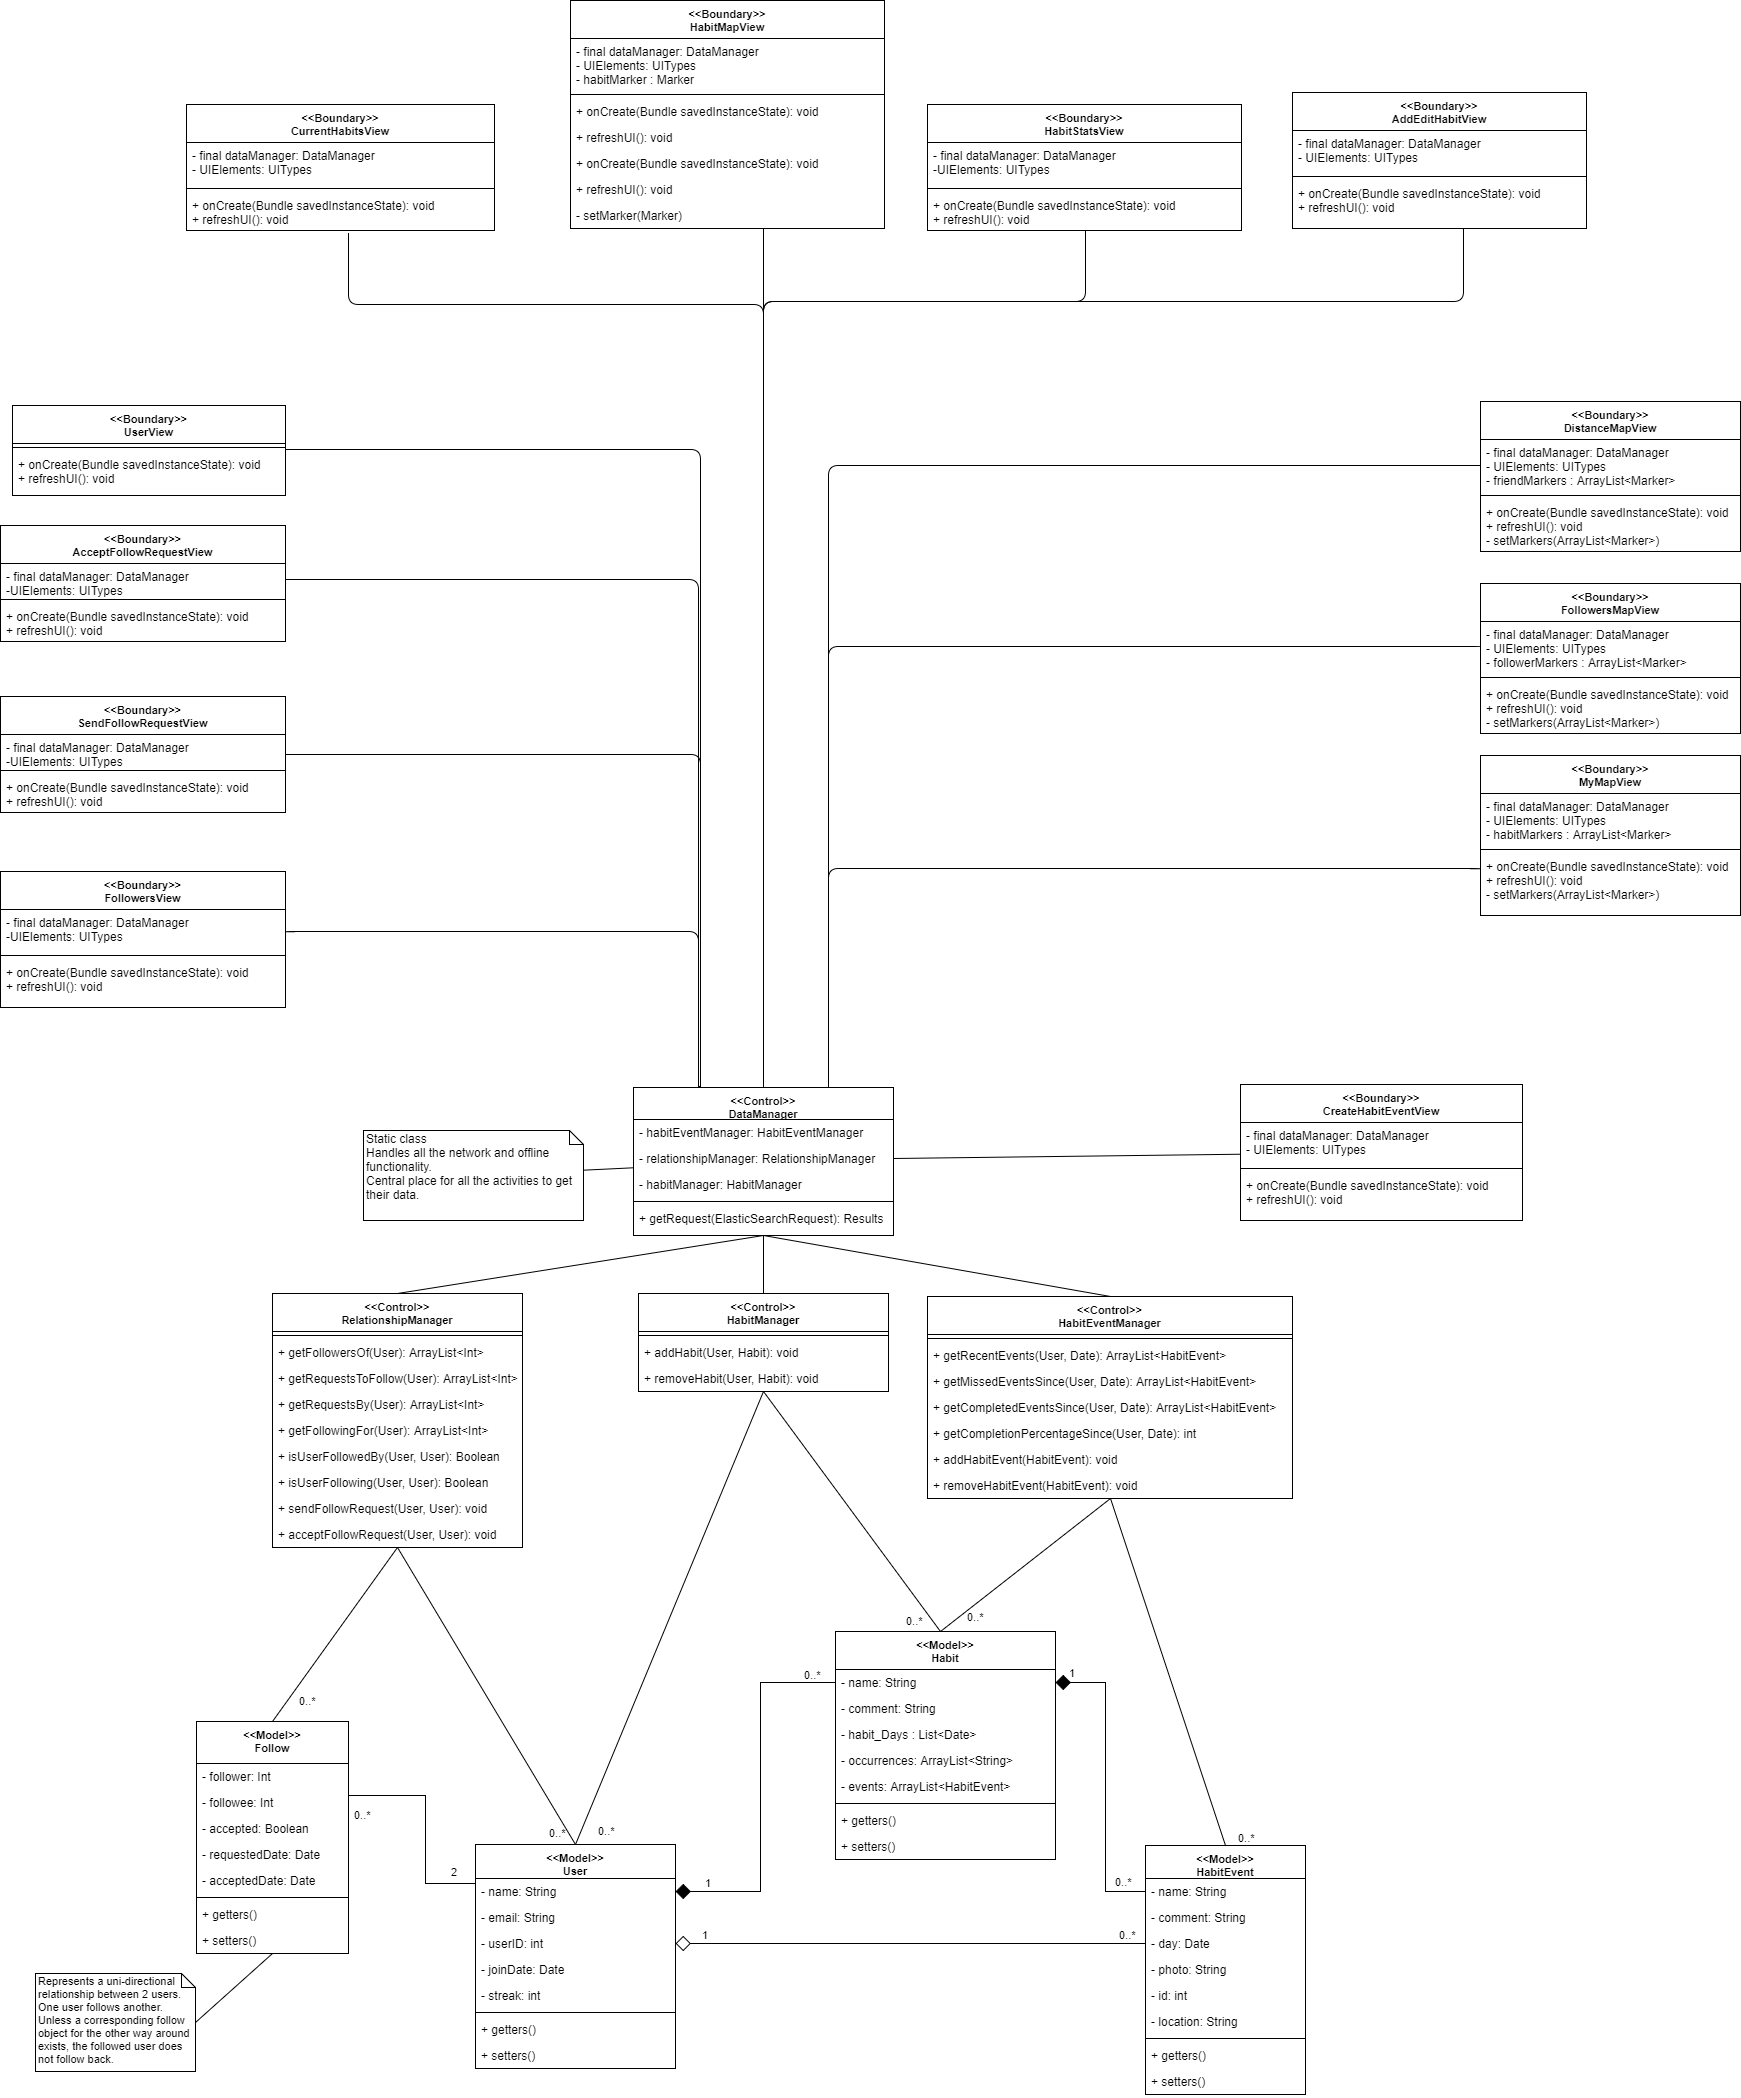 <<Boundary>>
HabitMapView
- final dataManager: DataManager
- UIElements: UITypes
- habitMarker : Marker
+ onCreate(Bundle savedInstanceState): void
+ refreshUI(): void
+ onCreate(Bundle savedInstanceState): void
+ refreshUI(): void
- setMarker(Marker)
<<Boundary>>
CurrentHabitsView
- final dataManager: DataManager
- UIElements: UITypes
+ onCreate(Bundle savedInstanceState): void
+ refreshUI(): void
<<Boundary>>
HabitStatsView
- final dataManager: DataManager
-UIElements: UITypes
+ onCreate(Bundle savedInstanceState): void
+ refreshUI(): void
<<Boundary>>
AddEditHabitView
- final dataManager: DataManager
- UIElements: UITypes
+ onCreate(Bundle savedInstanceState): void
+ refreshUI(): void
<<Boundary>>
UserView
+ onCreate(Bundle savedInstanceState): void
+ refreshUI(): void
<<Boundary>>
AcceptFollowRequestView
- final dataManager: DataManager
-UIElements: UITypes
+ onCreate(Bundle savedInstanceState): void
+ refreshUI(): void
<<Boundary>>
SendFollowRequestView
- final dataManager: DataManager
-UIElements: UITypes
+ onCreate(Bundle savedInstanceState): void
+ refreshUI(): void
<<Boundary>>
FollowersView
- final dataManager: DataManager
-UIElements: UITypes
+ onCreate(Bundle savedInstanceState): void
+ refreshUI(): void
<<Boundary>>
DistanceMapView
- final dataManager: DataManager
- UIElements: UITypes
- friendMarkers : ArrayList<Marker>
+ onCreate(Bundle savedInstanceState): void
+ refreshUI(): void
- setMarkers(ArrayList<Marker>)
<<Boundary>>
FollowersMapView
- final dataManager: DataManager
- UIElements: UITypes
- followerMarkers : ArrayList<Marker>
+ onCreate(Bundle savedInstanceState): void
+ refreshUI(): void
- setMarkers(ArrayList<Marker>)
<<Boundary>>
MyMapView
- final dataManager: DataManager
- UIElements: UITypes
- habitMarkers : ArrayList<Marker>
+ onCreate(Bundle savedInstanceState): void
+ refreshUI(): void
- setMarkers(ArrayList<Marker>)
Static class
Handles all the network and offline
functionality.
Central place for all the activities to get
their data.
<<Control>>
DataManager
- habitEventManager: HabitEventManager
- relationshipManager: RelationshipManager
- habitManager: HabitManager
+ getRequest(ElasticSearchRequest): Results
<<Boundary>>
CreateHabitEventView
- final dataManager: DataManager
- UIElements: UITypes
+ onCreate(Bundle savedInstanceState): void
+ refreshUI(): void
<<Control>>
RelationshipManager
+ getFollowersOf(User): ArrayList<Int>
+ getRequestsToFollow(User): ArrayList<Int>
+ getRequestsBy(User): ArrayList<Int>
+ getFollowingFor(User): ArrayList<Int>
+ isUserFollowedBy(User, User): Boolean
+ isUserFollowing(User, User): Boolean
+ sendFollowRequest(User, User): void
+ acceptFollowRequest(User, User): void
<<Control>>
HabitManager
+ addHabit(User, Habit): void
+ removeHabit(User, Habit): void
<<Control>>
HabitEventManager
+ getRecentEvents(User, Date): ArrayList<HabitEvent>
+ getMissedEventsSince(User, Date): ArrayList<HabitEvent>
+ getCompletedEventsSince(User, Date): ArrayList<HabitEvent>
+ getCompletionPercentageSince(User, Date): int
+ addHabitEvent(HabitEvent): void
+ removeHabitEvent(HabitEvent): void
0..*
0..*
<<Model>>
Habit
- name: String
- comment: String
- habit_Days : List<Date>
- occurrences: ArrayList<String>
- events: ArrayList<HabitEvent>
+ getters()
+ setters()
0..*
1
0..*
<<Model>>
Follow
- follower: Int
- followee: Int
- accepted: Boolean
- requestedDate: Date
- acceptedDate: Date
+ getters()
+ setters()
0..*
2
0..*
0..*
<<Model>>
User
- name: String
- email: String
- userID: int
- joinDate: Date
- streak: int
+ getters()
+ setters()
1
1
0..*
0..*
0..*
<<Model>>
HabitEvent
- name: String
- comment: String
- day: Date
- photo: String
- id: int
- location: String
+ getters()
+ setters()
Represents a uni-directional
relationship between 2 users.
One user follows another.
Unless a corresponding follow
object for the other way around
exists, the followed user does
not follow back.